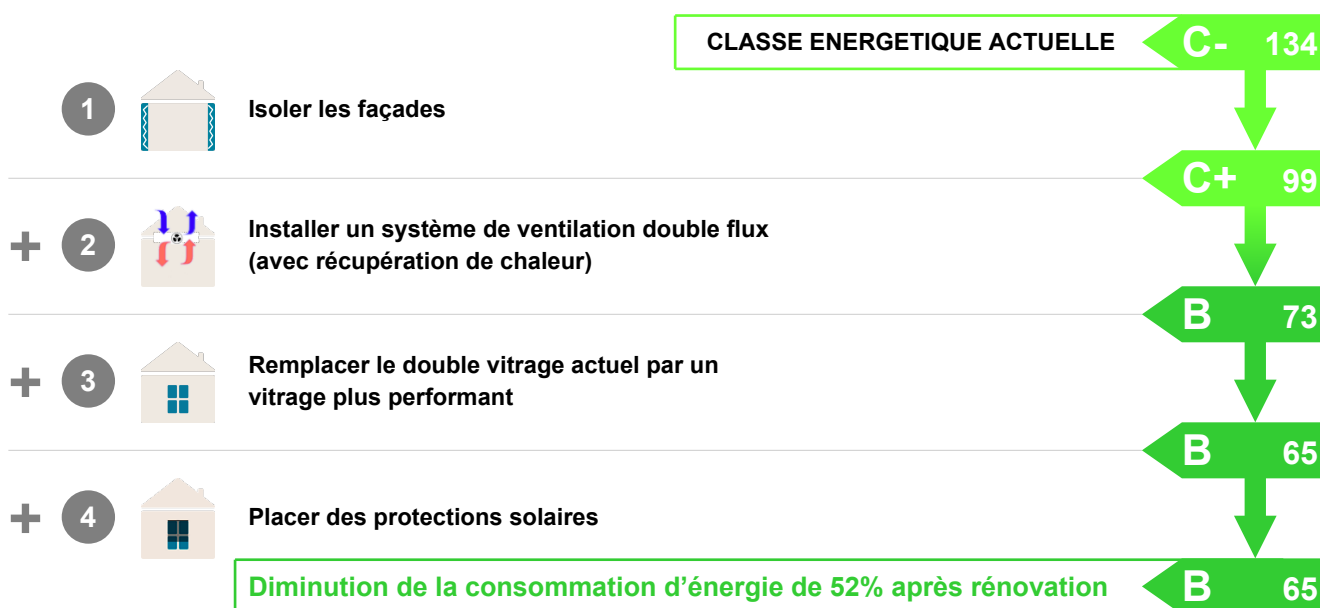 CLASSE ENERGETIQUE ACTUELLE C- 134
1 Isoler les façades
C+ 99
+ 2 Installer un système de ventilation double flux
(avec récupération de chaleur)
B 73
+ 3 Remplacer le double vitrage actuel par un
vitrage plus performant
B 65
+ 4 Placer des protections solaires
Diminution de la consommation d’énergie de 52% après rénovation B 65